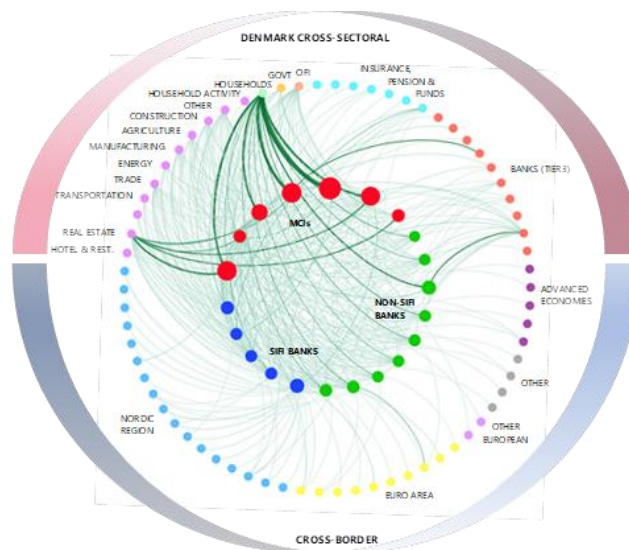 DENMARK CROSS-SECTORAL
INSURANCE,
PENSION &
FUNDS
GOVT
OFI
HOUSEHOLDS
HOUSEHOLD ACTIVITY
OTHER
CONSTRUCTION
AGRICULTURE
MANUFACTURING
ENERGY
TRADE
TRANSPORTATION
REAL ESTATE
HOTEL & REST.
BANKS (TIER3)
MCIs
NON-SIFI
BANKS
SIFI BANKS
ADVANCED
ECONOMIES
OTHER
OTHER
EUROPEAN
NORDIC
REGION
EURO AREA
CROSS-BORDER